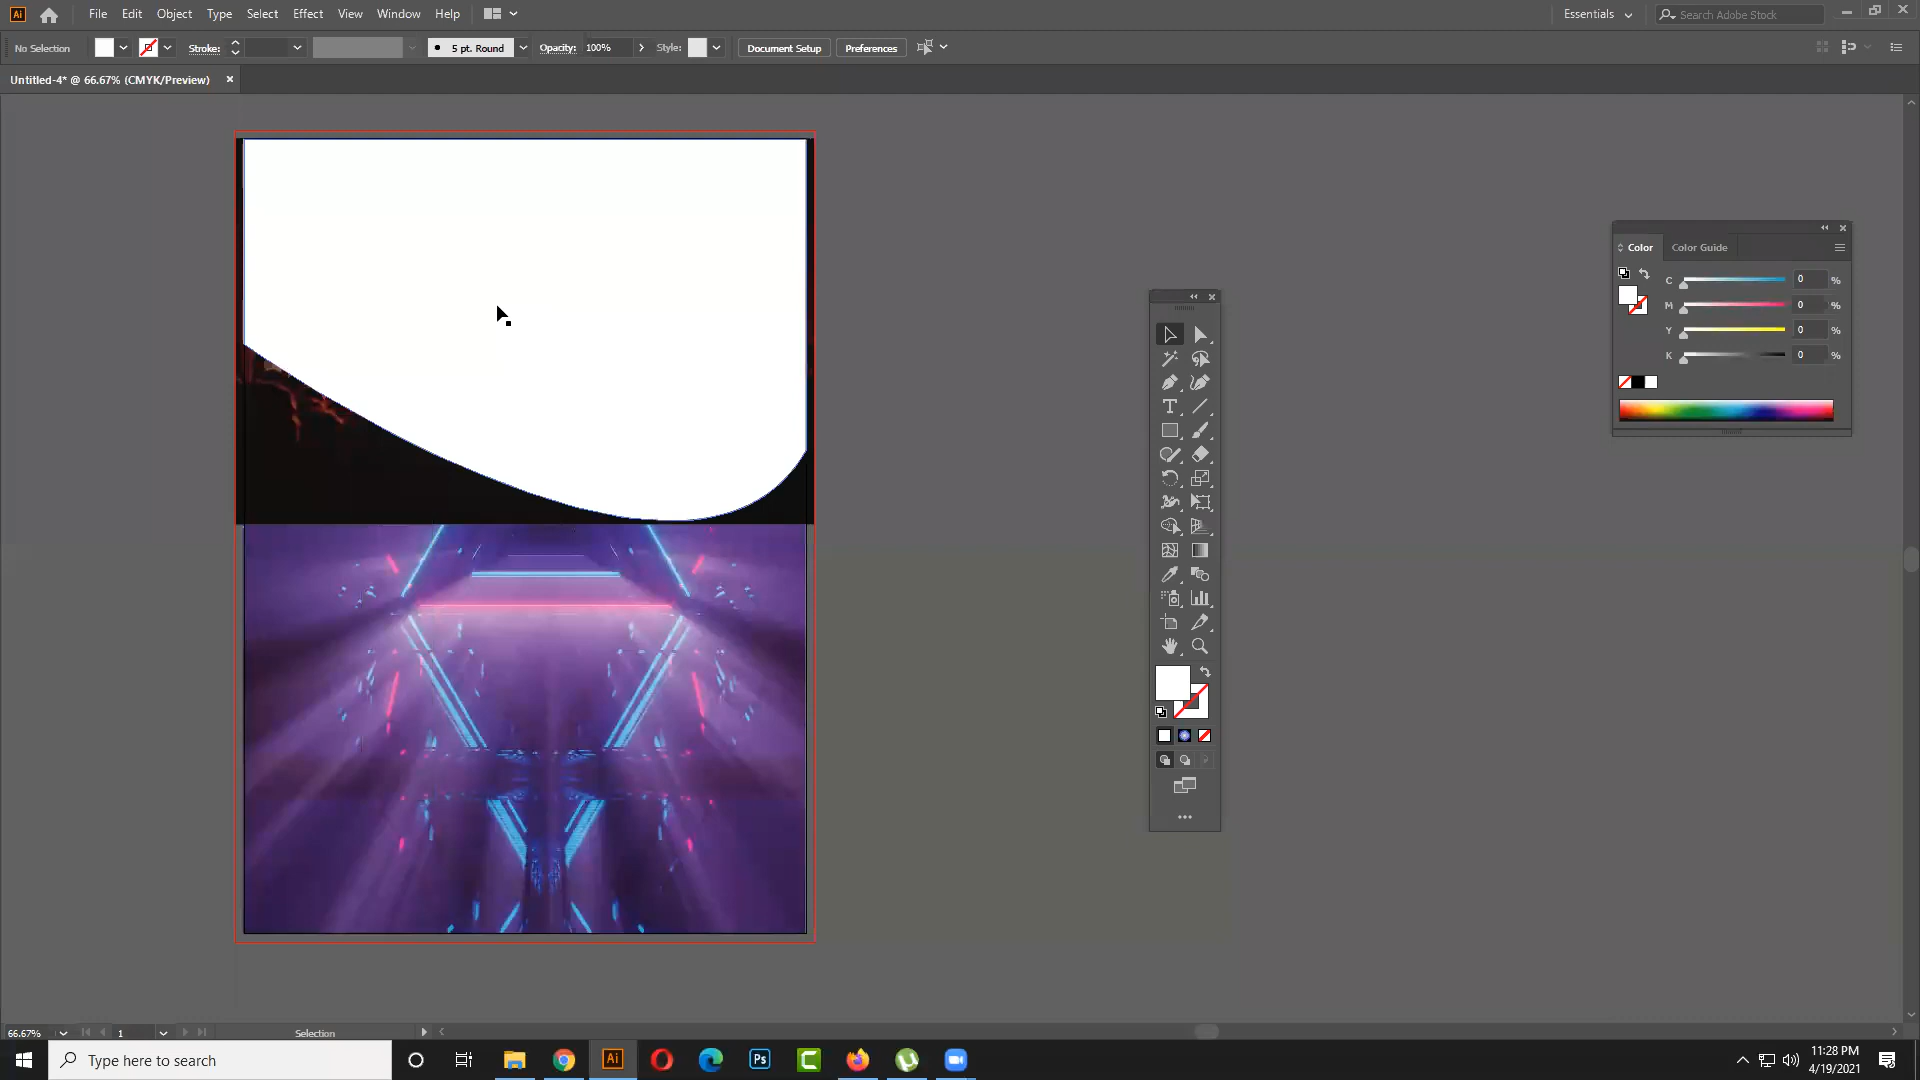 Ai File Edit Object Type Select Effect View Window Help Essentials Search Adobe Stock
No Selection Stroke: 5 pt. Round Opacity: 100% Style: Document Setup Preferences
Untitled-4* @ 66.67% (CMYK/Preview)
Color Color Guide
C 0 %
M 0 %
Y 0 %
K 0 %
T
66.67% 1 Selection
Type here to search Ai Ps C
11:28 PM
4/19/2021